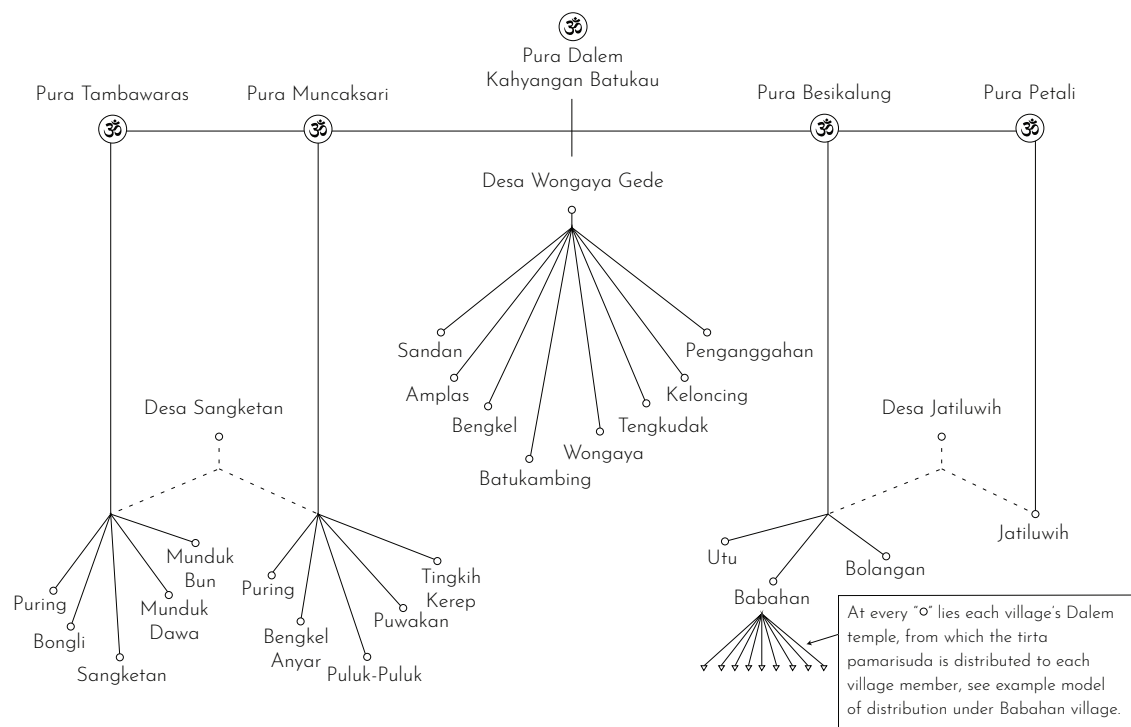 ॐ
Pura Dalem
Kahyangan Batukau
Pura Tambawaras
Pura Muncaksari
Pura Besikalung
Pura Petali
ॐ
ॐ
ॐ
ॐ
Desa Wongaya Gede
Sandan
Amplas
Bengkel
Batukambing
Wongaya
Tengkudak
Keloncing
Penganggahan
Desa Sangketan
Puring
Bongli
Sangketan
Munduk
Dawa
Munduk
Bun
Puring
Bengkel
Anyar
Puluk-Puluk
Puwakan
Tingkih
Kerep
Desa Jatiluwih
Utu
Babahan
Bolangan
Jatiluwih
At every "o" lies each village's Dalem
temple, from which the tirta
pamarisuda is distributed to each
village member, see example model
of distribution under Babahan village.